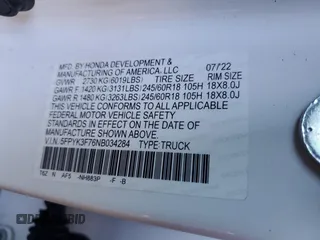 MFD. BY HONDA DEVELOPMENT & 07/'22
MANUFACTURING OF AMERICA, LLC
GVWR 2730 KG(6019LBS) TIRE SIZE RIM SIZE
GAWR F 1420 KG(3131LBS)245/60R18 105H 18X8.0J
GAWR R 1480 KG(3263LBS)245/60R18 105H 18X8.0J
THIS VEHICLE CONFORMS TO ALL APPLICABLE
FEDERAL MOTOR VEHICLE SAFETY STANDARDS
IN EFFECT ON THE DATE OF MANUFACTURE
SHOWN ABOVE.
V.I.N.:5FPYK3F76NB034284 TYPE:TRUCK
162 N AF5 -NH883P -F -B